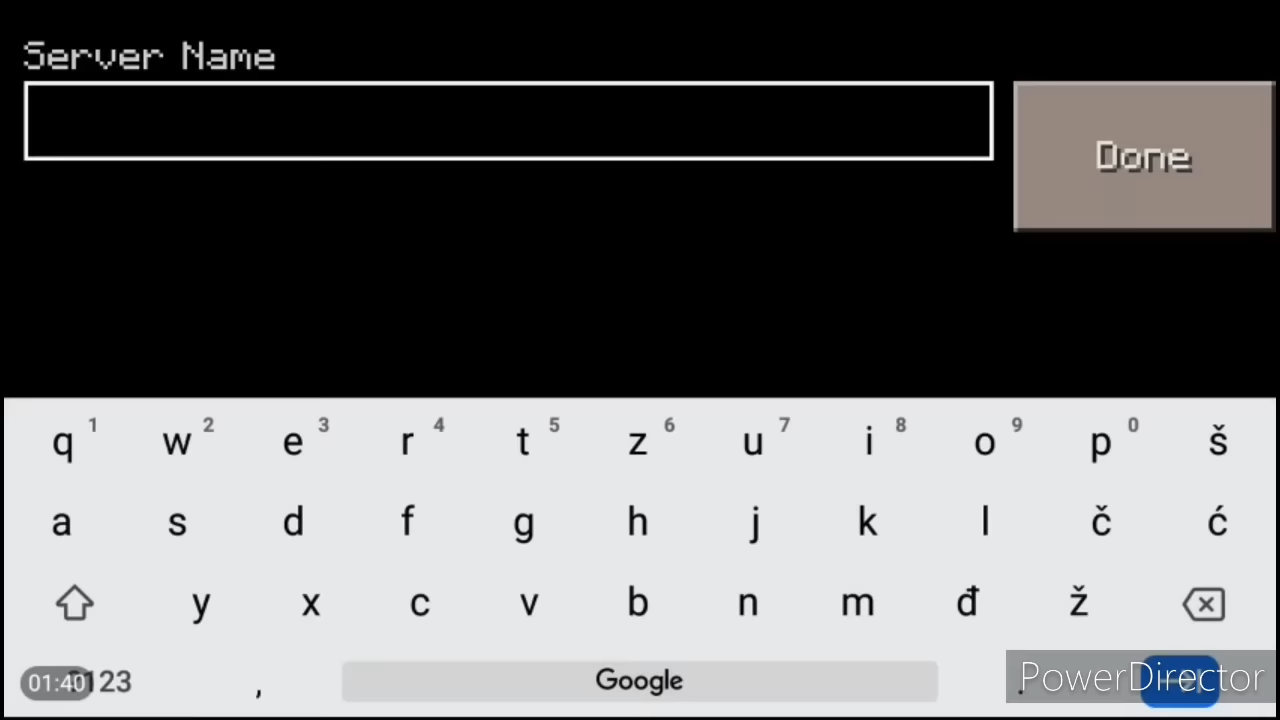 Server Name
Done
q 1 w 2 e 3 r 4 t 5 z 6 u 7 i 8 o 9 p 0 š
a s d f g h j k l č ć
y x c v b n m đ ž
01:40 123 , Google . PowerDirector